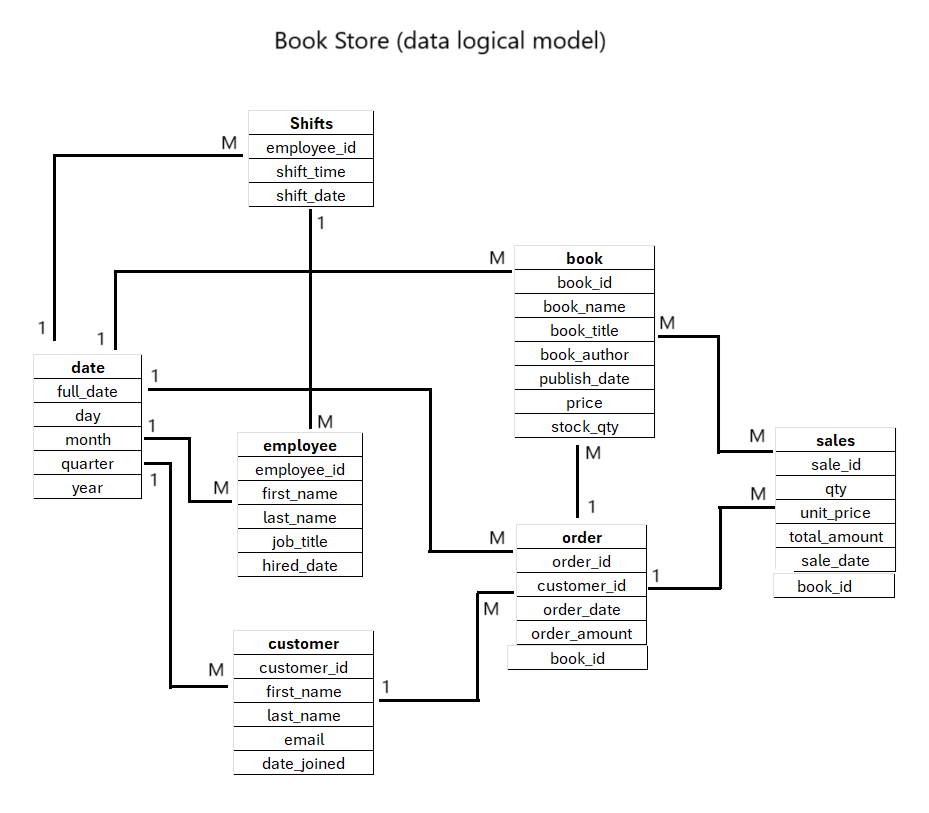 Book Store (data logical model)
Shifts
employee_id
shift_time
shift_date
M
1
1
M
date
full_date
day
month
quarter
year
1
1
1
1
M
M
M
M
employee
employee_id
first_name
last_name
job_title
hired_date
customer
customer_id
first_name
last_name
email
date_joined
1
M
book
book_id
book_name
book_title
book_author
publish_date
price
stock_qty
M
1
M
M
order
order_id
customer_id
order_date
order_amount
book_id
1
M
sales
sale_id
qty
unit_price
total_amount
sale_date
book_id